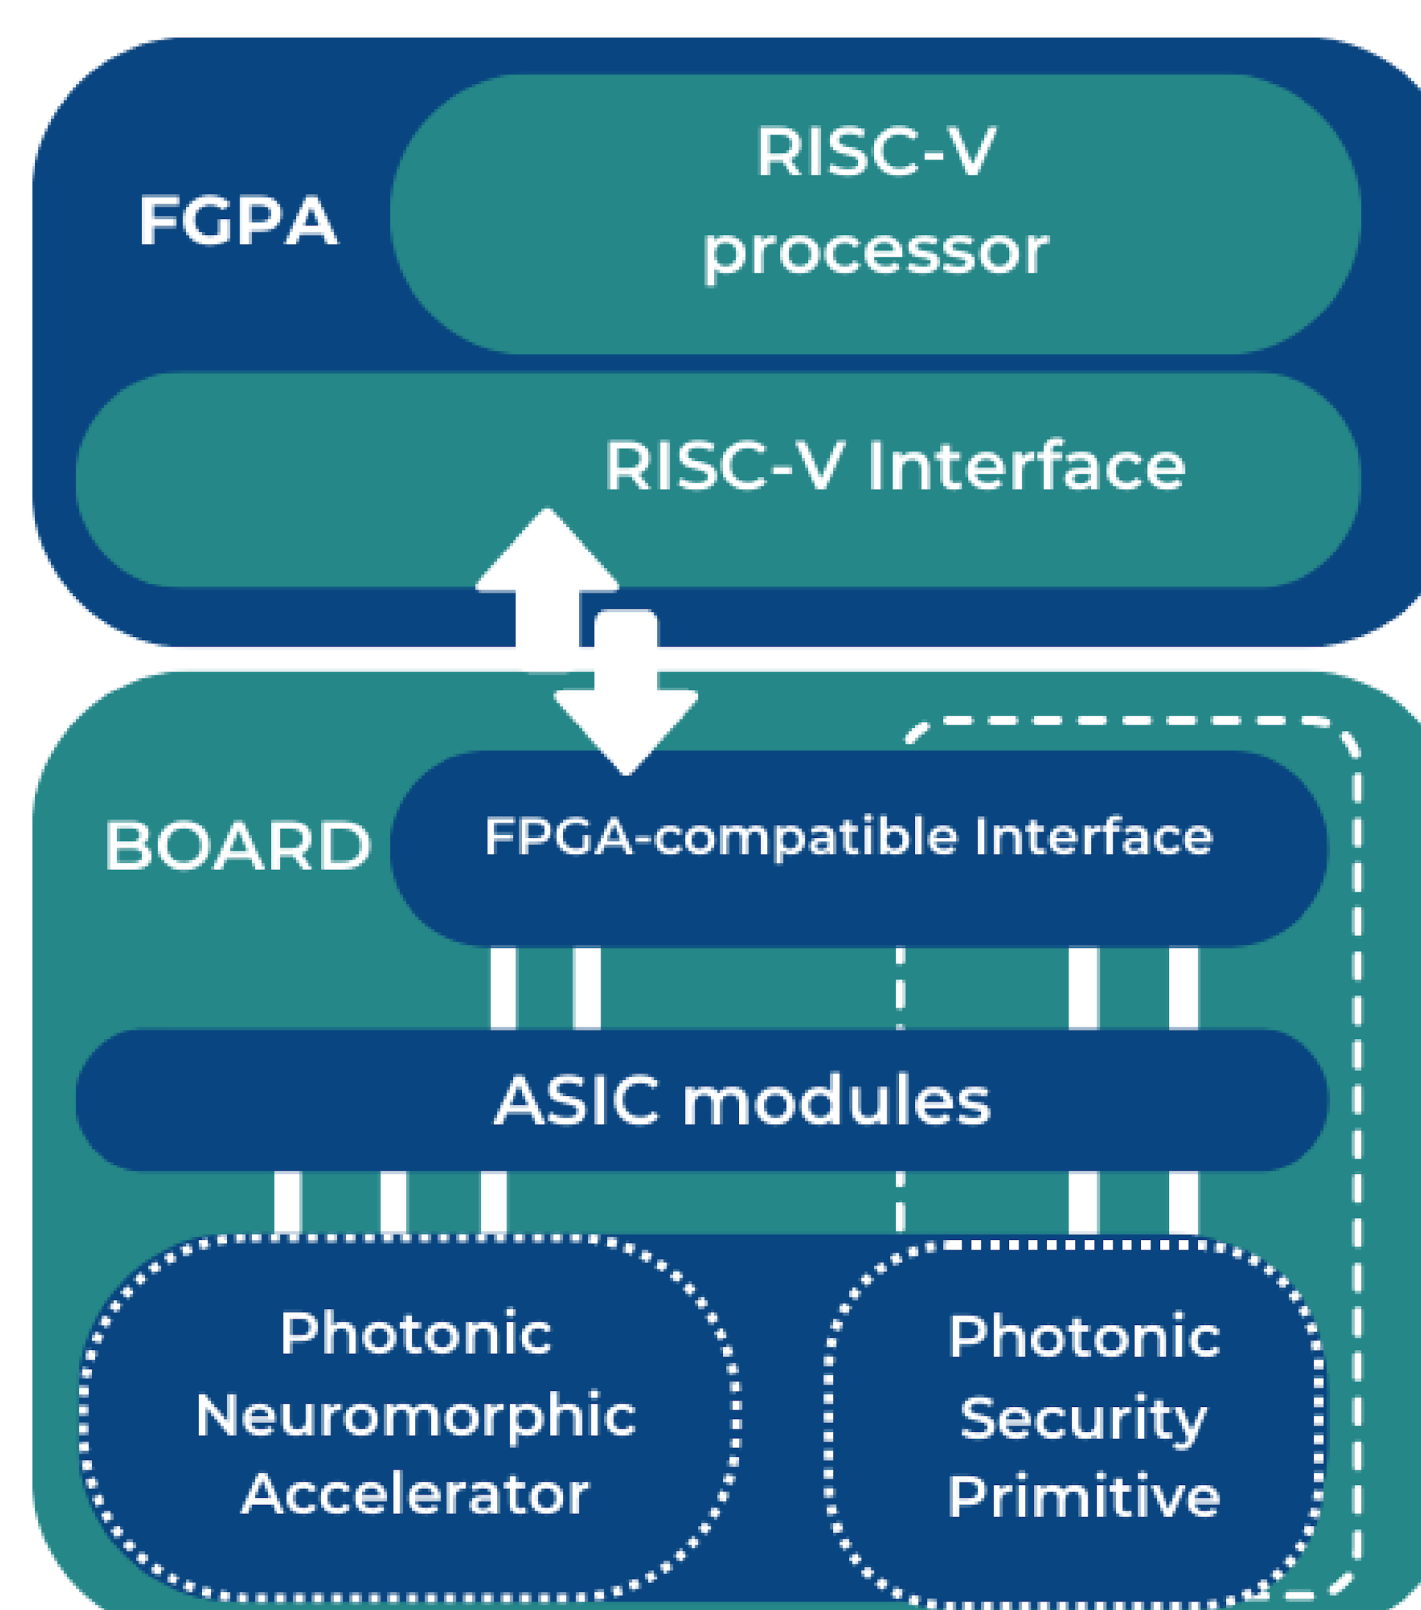 FGPA
RISC-V
processor
RISC-V Interface
BOARD
FPGA-compatible Interface
ASIC modules
Photonic
Neuromorphic
Accelerator
Photonic
Security
Primitive